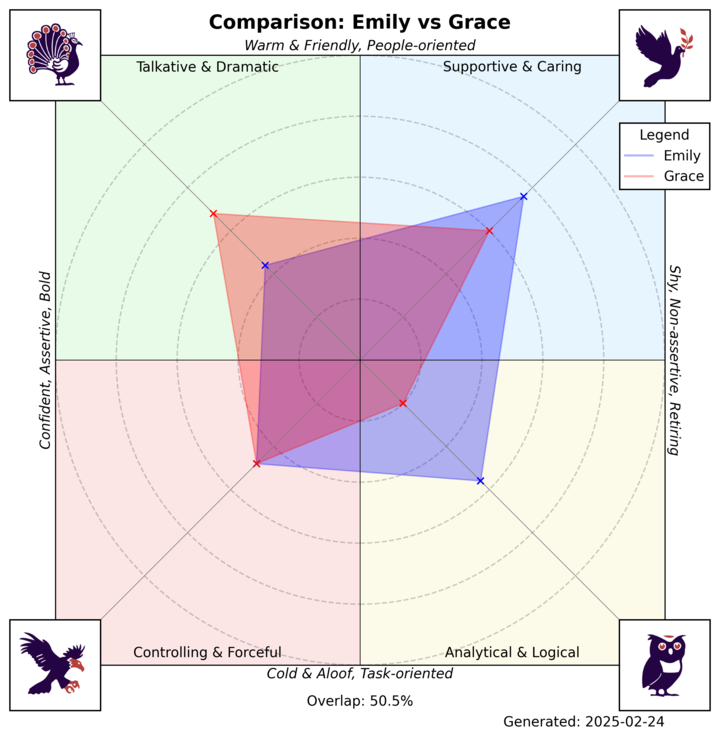 Comparison: Emily vs Grace
Warm & Friendly, People-oriented
Talkative & Dramatic
Supportive & Caring
Legend
Emily
Grace
Confident, Assertive, Bold
Shy, Non-assertive, Retiring
Controlling & Forceful
Analytical & Logical
Cold & Aloof, Task-oriented
Overlap: 50.5%
Generated: 2025-02-24